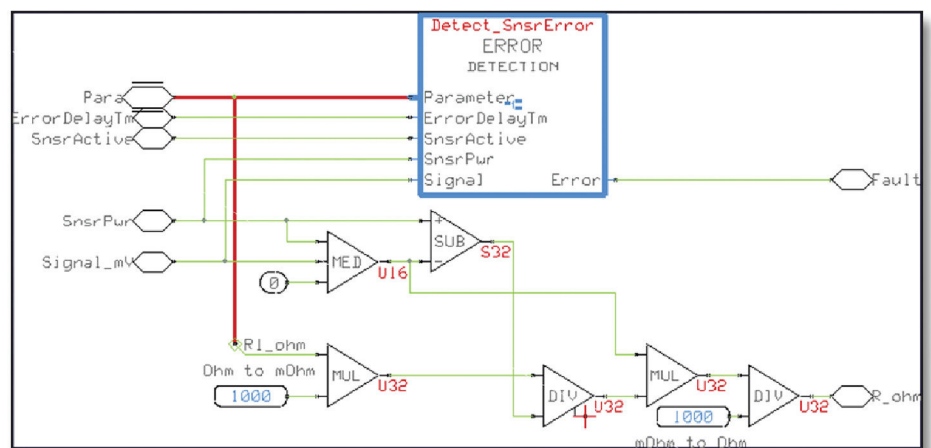 Detect_SnsrError
ERROR
DETECTION
Para
Parameter
ErrorDelayTm
ErrorDelayTm
SnsrActive
SnsrActive
SnsrPwr
Signal
Error
Fault
SnsrPwr
+
SUB
-
S32
Signal_mV
MED
U16
0
R1_ohm
Ohm to mOhm
1000
MUL
U32
DIV
U32
MUL
U32
1000
mOhm to Ohm
DIV
U32
R_ohm